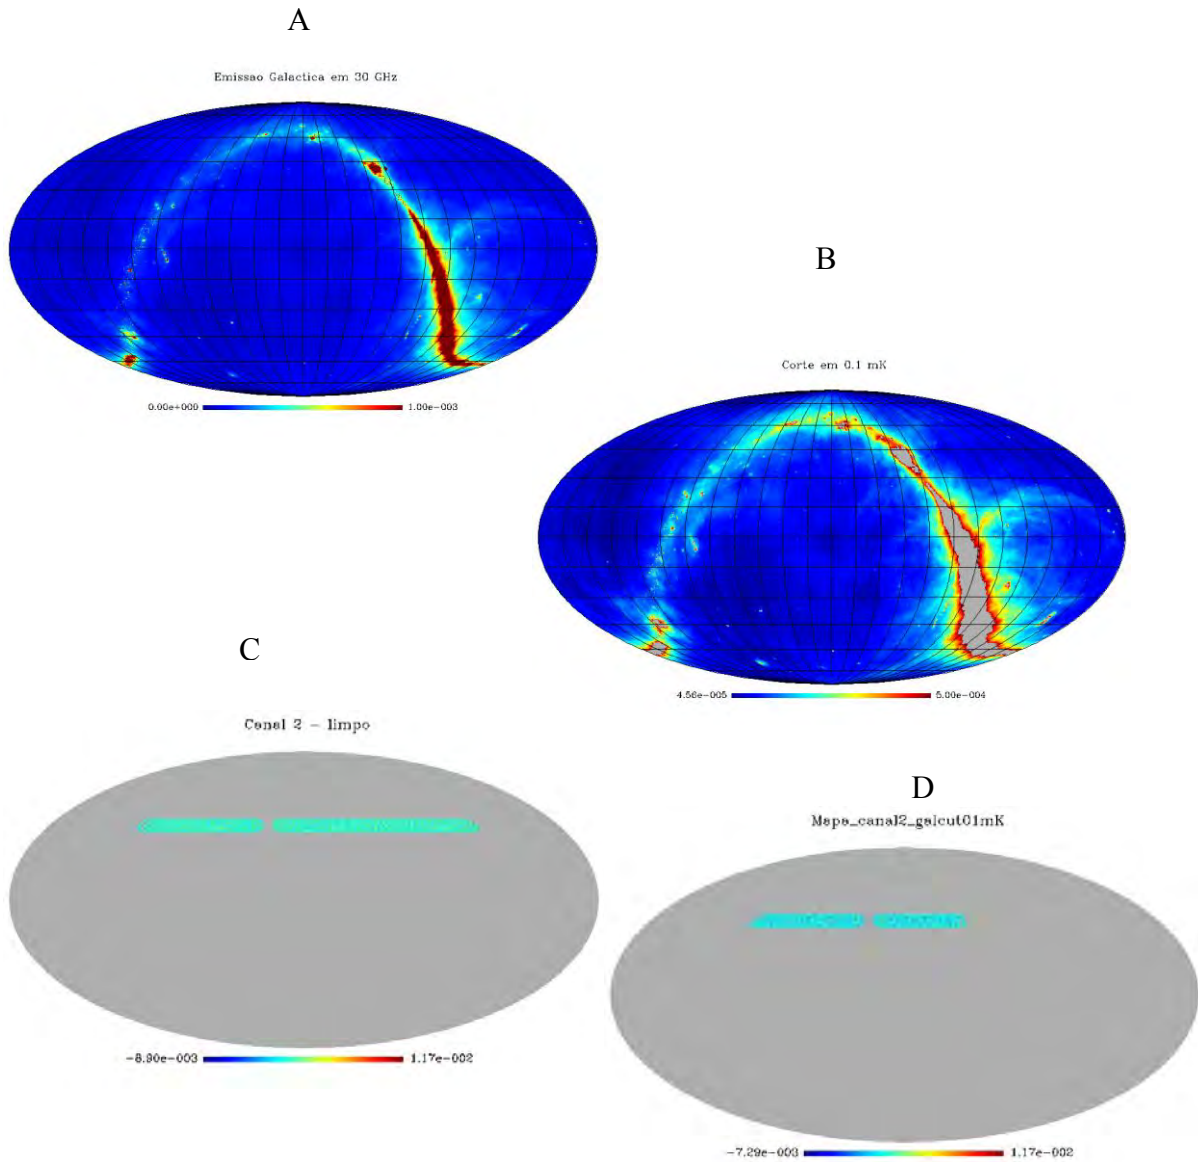 A
Emissao Galactica em 30 GHz
0.00e+000 1.00e-003
B
Corte em 0.1 mK
4.56e-005 5.00e-004
C
Canal 2 - limpo
-8.90e-003 1.17e-002
D
Mapa_canal2_galcut01mK
-7.29e-003 1.17e-002